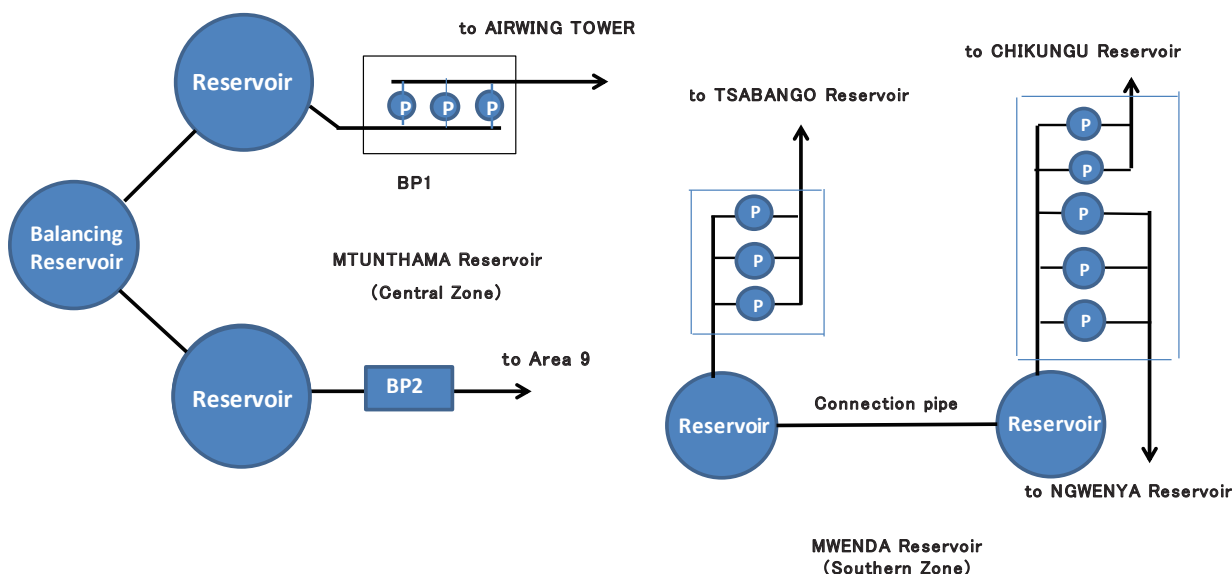 to AIRWING TOWER
Reservoir
P P P
BP1
Balancing
Reservoir
MTUNTHAMA Reservoir
(Central Zone)
Reservoir
BP2
to Area 9
to TSABANGO Reservoir
P
P
P
Reservoir
Connection pipe
to CHIKUNGU Reservoir
P
P
P
P
P
Reservoir
to NGWENYA Reservoir
MWENDA Reservoir
(Southern Zone)